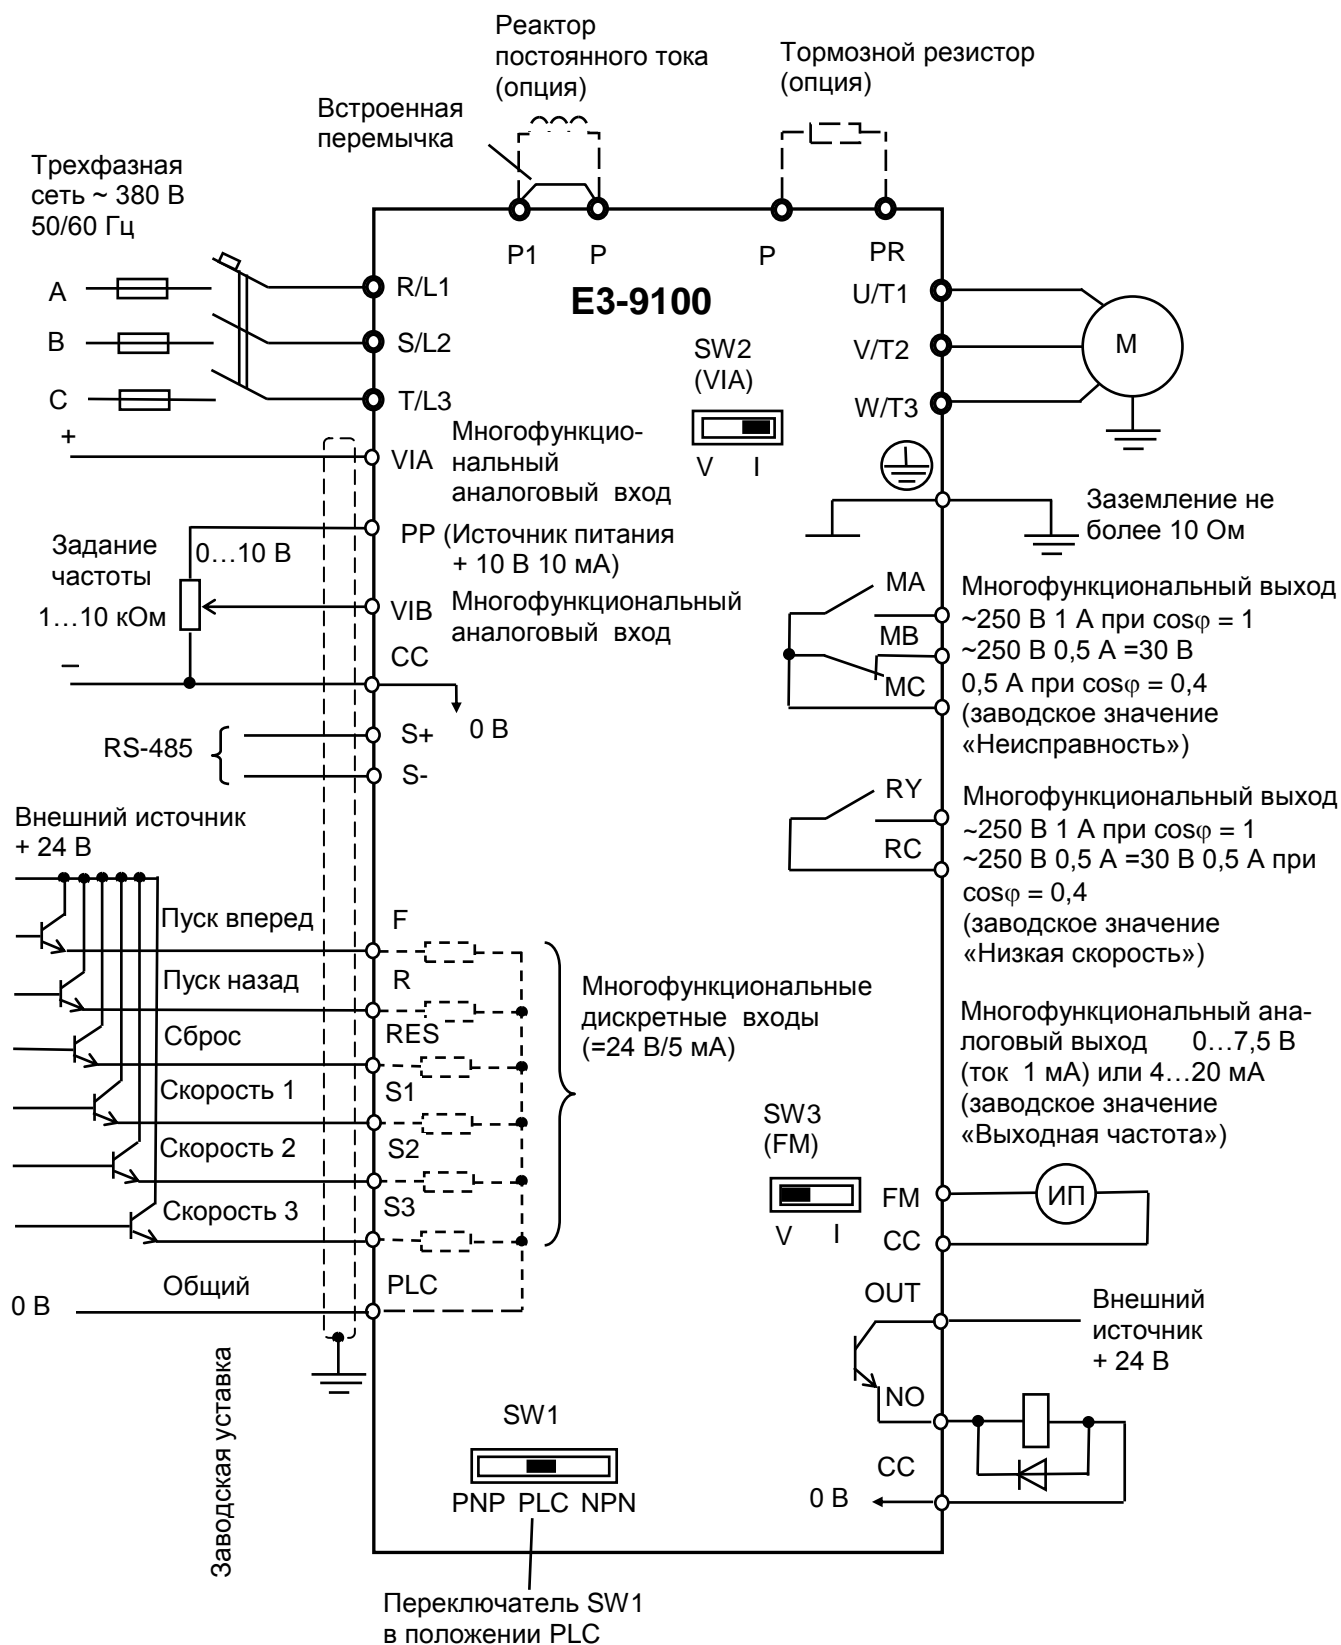 Реактор
постоянного тока
(опция)
Тормозной резистор
(опция)
Встроенная
перемычка
Трехфазная
сеть ~ 380 В
50/60 Гц
P1
P
P
PR
E3-9100
A
R/L1
U/T1
B
S/L2
V/T2
M
C
T/L3
W/T3
SW2
(VIA)
V I
+
VIA
Многофункцио-
нальный
аналоговый вход
Заземление не
более 10 Ом
PP (Источник питания
+ 10 В 10 мА)
Задание
частоты
0…10 В
1…10 кОм
VIB
Многофункциональный
аналоговый вход
CC
–
0 В
RS-485
S+
S-
MA
MB
MC
Многофункциональный выход
~250 В 1 А при cosφ = 1
~250 В 0,5 А =30 В
0,5 А при cosφ = 0,4
(заводское значение
«Неисправность»)
RY
RC
Многофункциональный выход
~250 В 1 А при cosφ = 1
~250 В 0,5 А =30 В 0,5 А при
cosφ = 0,4
(заводское значение
«Низкая скорость»)
Внешний источник
+ 24 В
Пуск вперед
F
Пуск назад
R
Сброс
RES
Скорость 1
S1
Скорость 2
S2
Скорость 3
S3
Общий
PLC
0 В
Многофункциональные
дискретные входы
(=24 В/5 мА)
Многофункциональный ана-
логовый выход 0…7,5 В
(ток 1 мА) или 4…20 мА
(заводское значение
«Выходная частота»)
SW3
(FM)
V I
FM
ИП
CC
OUT
Внешний
источник
+ 24 В
NO
CC
0 В
Заводская уставка
SW1
PNP PLC NPN
Переключатель SW1
в положении PLC